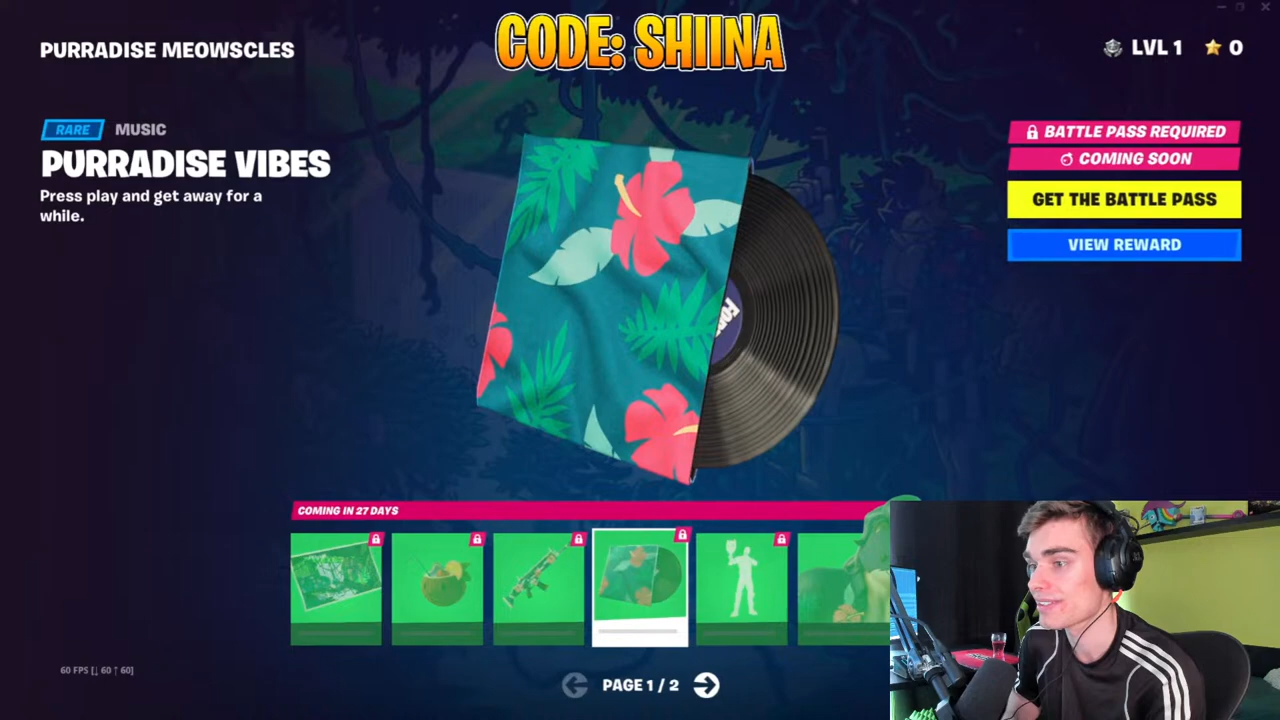 CODE: SHIINA
PURRADISE MEOWSCLES
LVL 1
0
RARE
MUSIC
PURRADISE VIBES
Press play and get away for a
while.
BATTLE PASS REQUIRED
COMING SOON
GET THE BATTLE PASS
VIEW REWARD
COMING IN 27 DAYS
60 FPS [↓ 60 ↑ 60]
PAGE 1 / 2